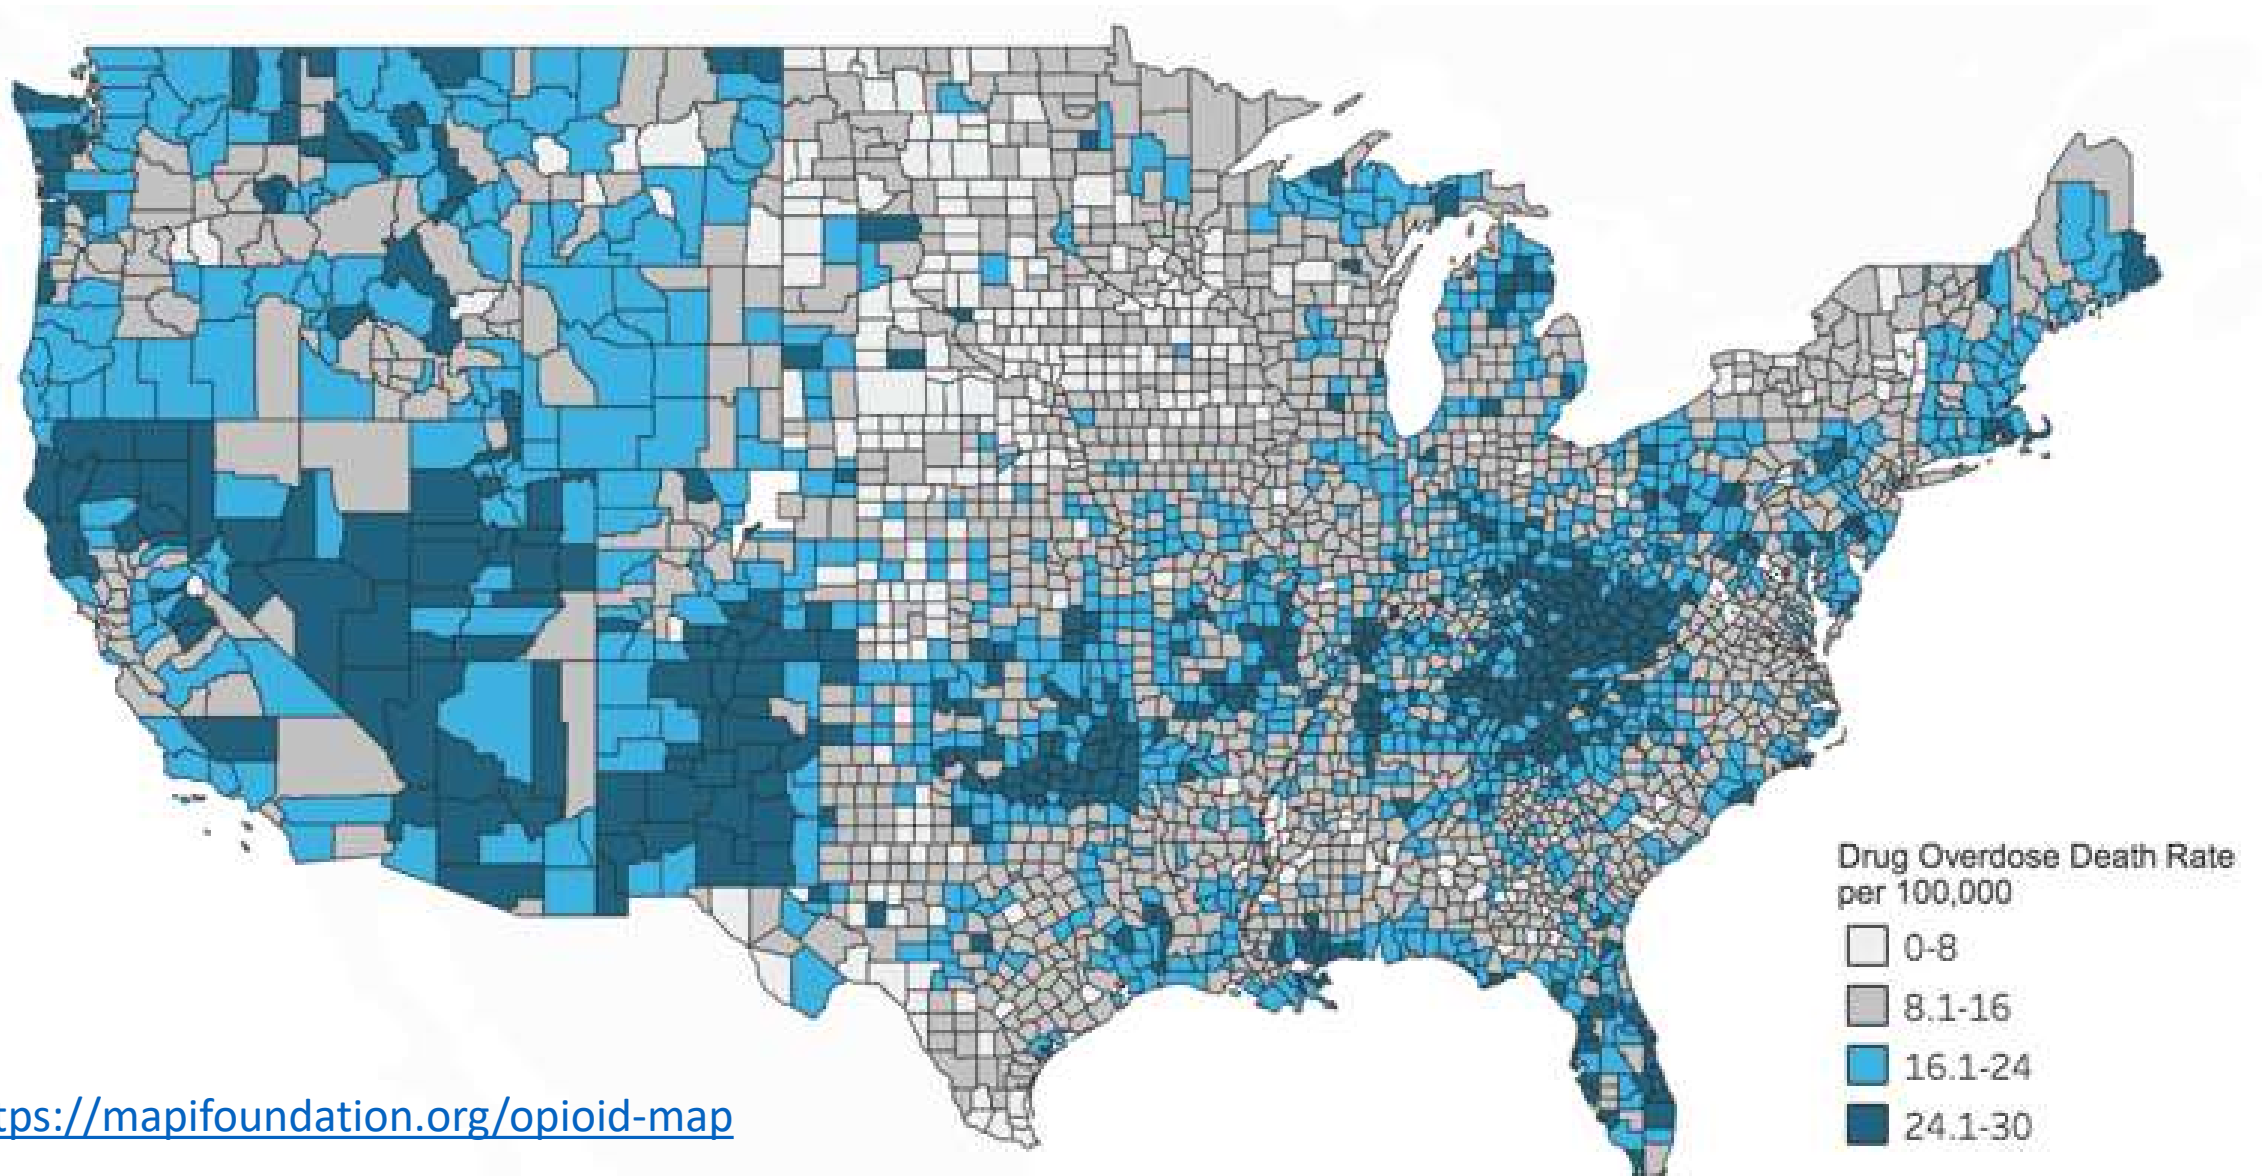 Drug Overdose Death Rate
per 100,000
0-8
8.1-16
16.1-24
24.1-30
tps://mapifoundation.org/opioid-map